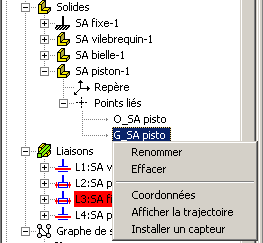 Solides
SA fixe-1
SA vilebrequin-1
SA bielle-1
SA piston-1
Repère
Points liés
O_SA pisto
G_SA pisto
Liaisons
L1:SA v
L2:SA p
L3:SA f
L4:SA p
Graphe de s
Renommer
Effacer
Coordonnées
Afficher la trajectoire
Installer un capteur